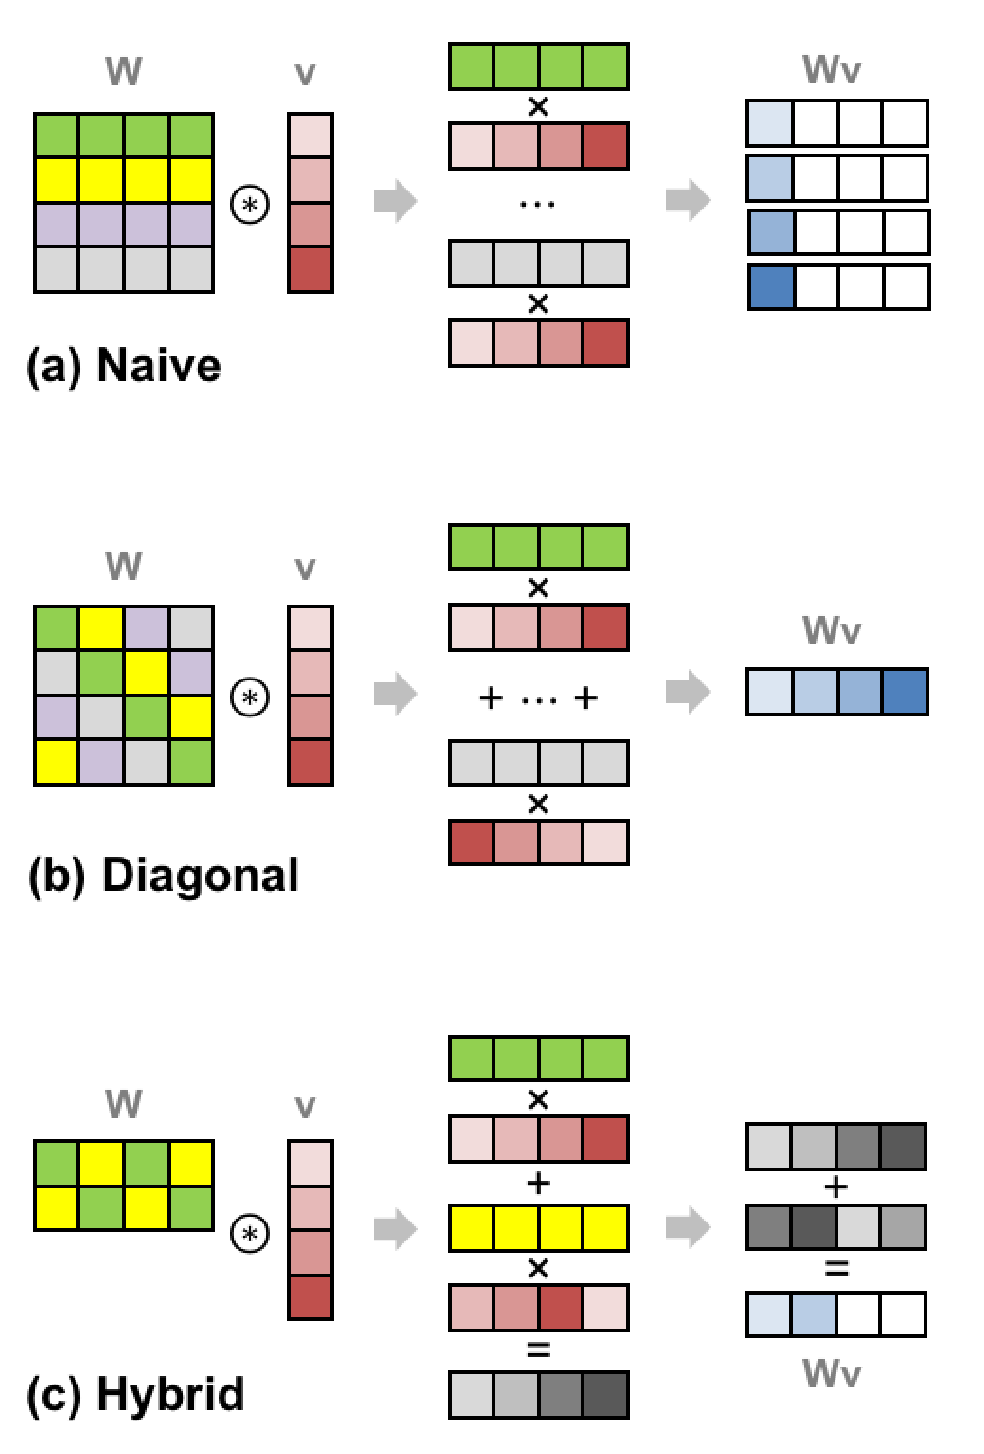 W v Wv
×
⊛
...
×
(a) Naive
W v Wv
×
⊛ + ... +
×
(b) Diagonal
W v
×
+ +
⊛ × =
= Wv
(c) Hybrid